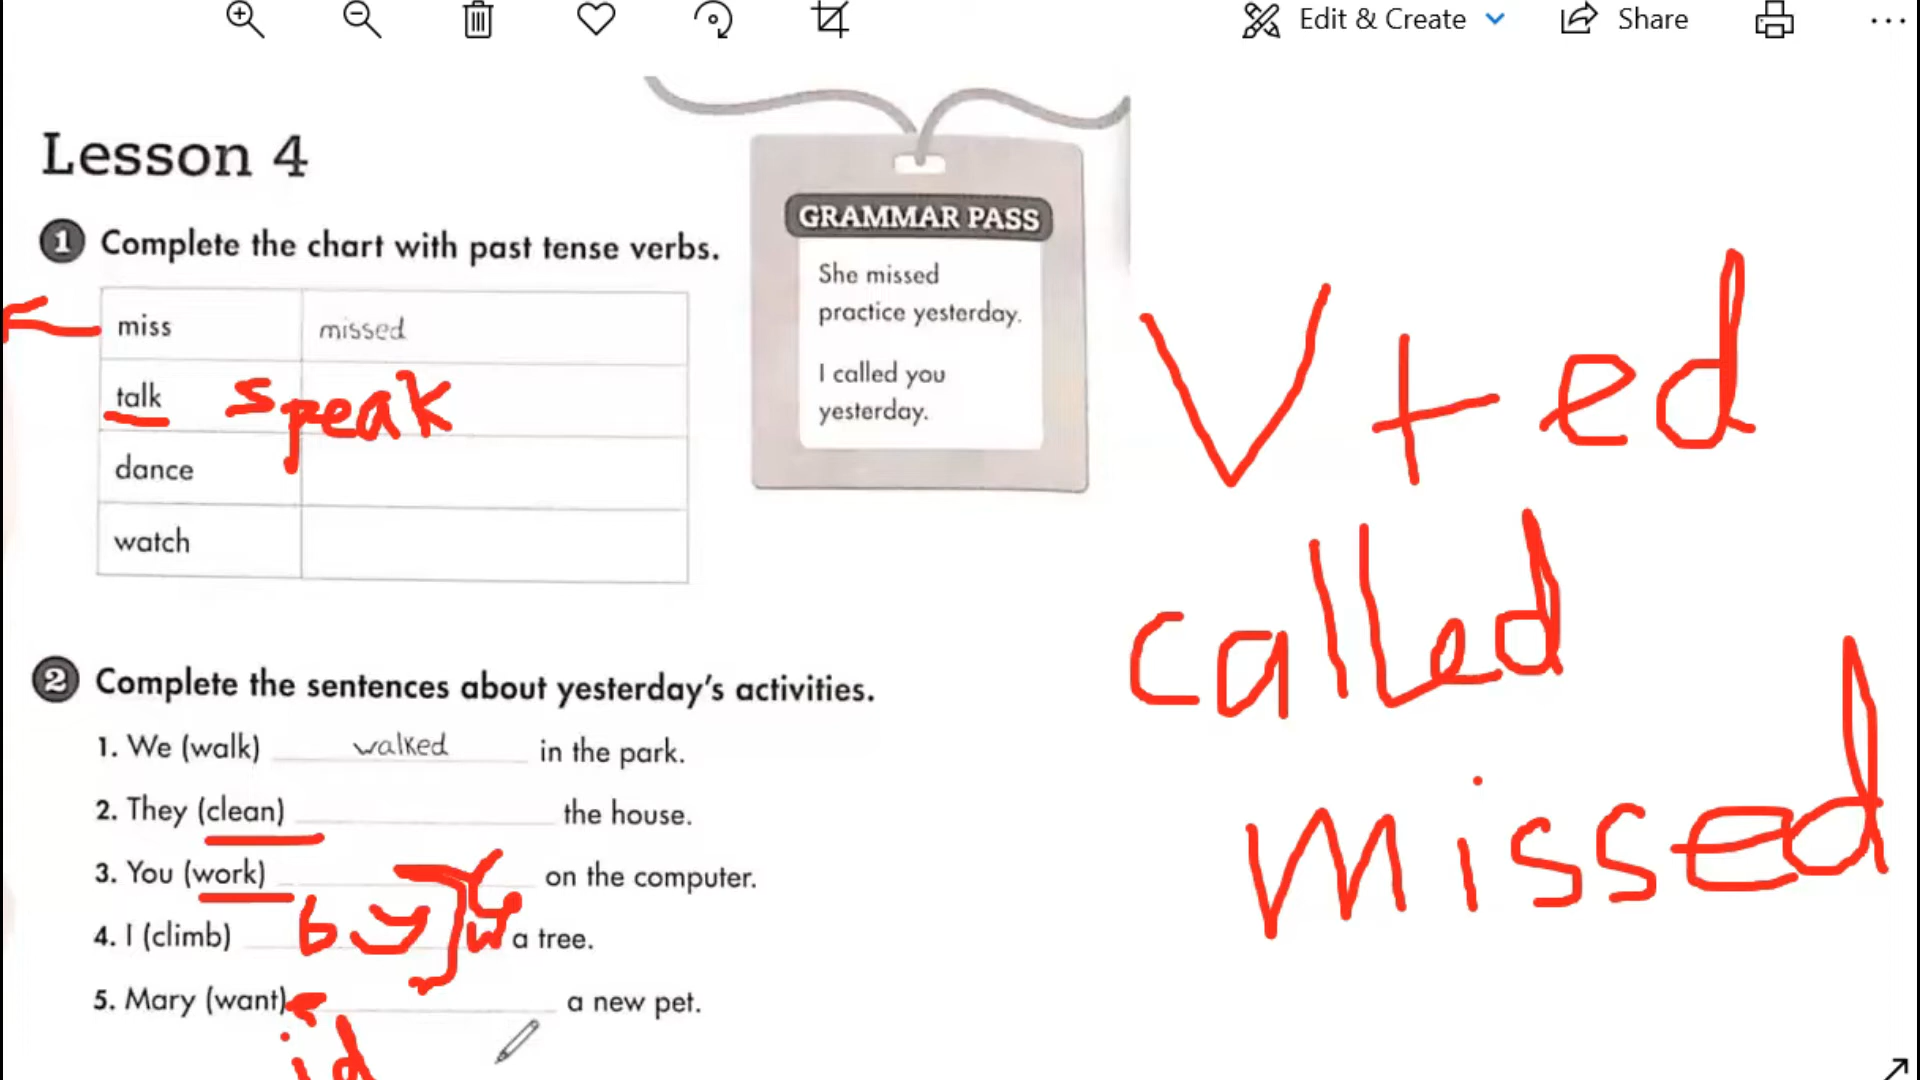 Edit & Create
Share
Lesson 4
1 Complete the chart with past tense verbs.
miss missed
talk speak
dance
watch
GRAMMAR PASS
She missed
practice yesterday.
I called you
yesterday.
V + ed
called
missed
2 Complete the sentences about yesterday's activities.
1. We (walk) walked in the park.
2. They (clean) the house.
3. You (work) on the computer.
4. I (climb) a tree.
5. Mary (want) a new pet.
id